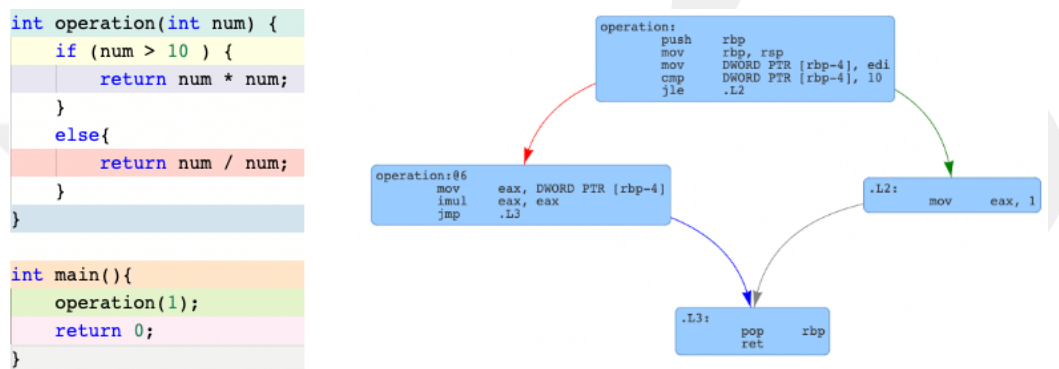 int operation(int num) {
if (num > 10 ) {
return num * num;
}
else{
return num / num;
}
}
int main(){
operation(1);
return 0;
}
operation:
push rbp
mov rbp, rsp
mov DWORD PTR [rbp-4], edi
cmp DWORD PTR [rbp-4], 10
jle .L2
operation:@6
mov eax, DWORD PTR [rbp-4]
imul eax, eax
jmp .L3
.L2:
mov eax, 1
.L3:
pop rbp
ret